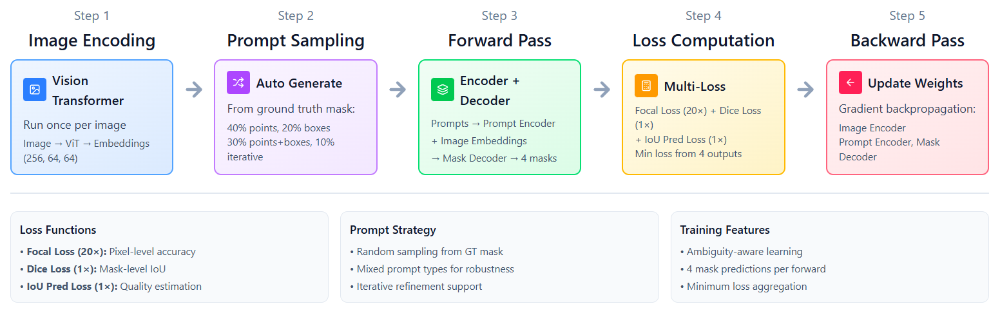 Step 1
Image Encoding
Vision
Transformer
Run once per image
Image → ViT → Embeddings
(256, 64, 64)
Step 2
Prompt Sampling
Auto Generate
From ground truth mask:
40% points, 20% boxes
30% points+boxes, 10%
iterative
Step 3
Forward Pass
Encoder +
Decoder
Prompts → Prompt Encoder
+ Image Embeddings
→ Mask Decoder → 4 masks
Step 4
Loss Computation
Multi-Loss
Focal Loss (20×) + Dice Loss
(1×)
+ IoU Pred Loss (1×)
Min loss from 4 outputs
Step 5
Backward Pass
Update Weights
Gradient backpropagation:
Image Encoder
Prompt Encoder, Mask
Decoder
Loss Functions
• Focal Loss (20×): Pixel-level accuracy
• Dice Loss (1×): Mask-level IoU
• IoU Pred Loss (1×): Quality estimation
Prompt Strategy
• Random sampling from GT mask
• Mixed prompt types for robustness
• Iterative refinement support
Training Features
• Ambiguity-aware learning
• 4 mask predictions per forward
• Minimum loss aggregation